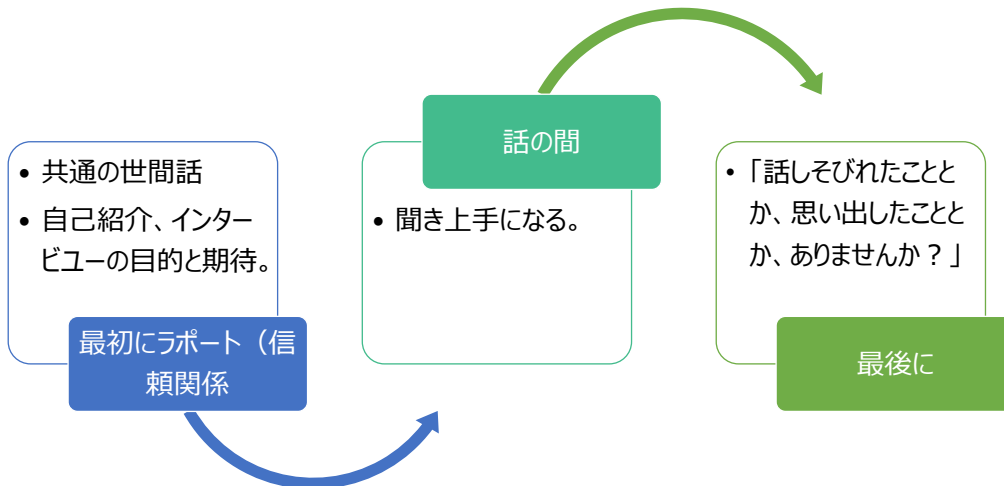 • 共通の世間話
• 自己紹介、インター
ビユーの目的と期待。
最初にラポート（信
頼関係
話の間
• 聞き上手になる。
• 「話しそびれたことと
か、思い出したことと
か、ありませんか？」
最後に